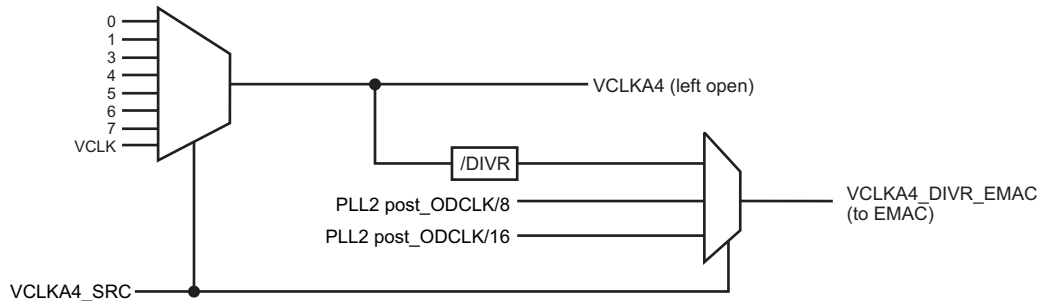 0
1
3
4
5
6
7
VCLK
VCLKA4 (left open)
/DIVR
PLL2 post_ODCLK/8
PLL2 post_ODCLK/16
VCLKA4_DIVR_EMAC
(to EMAC)
VCLKA4_SRC